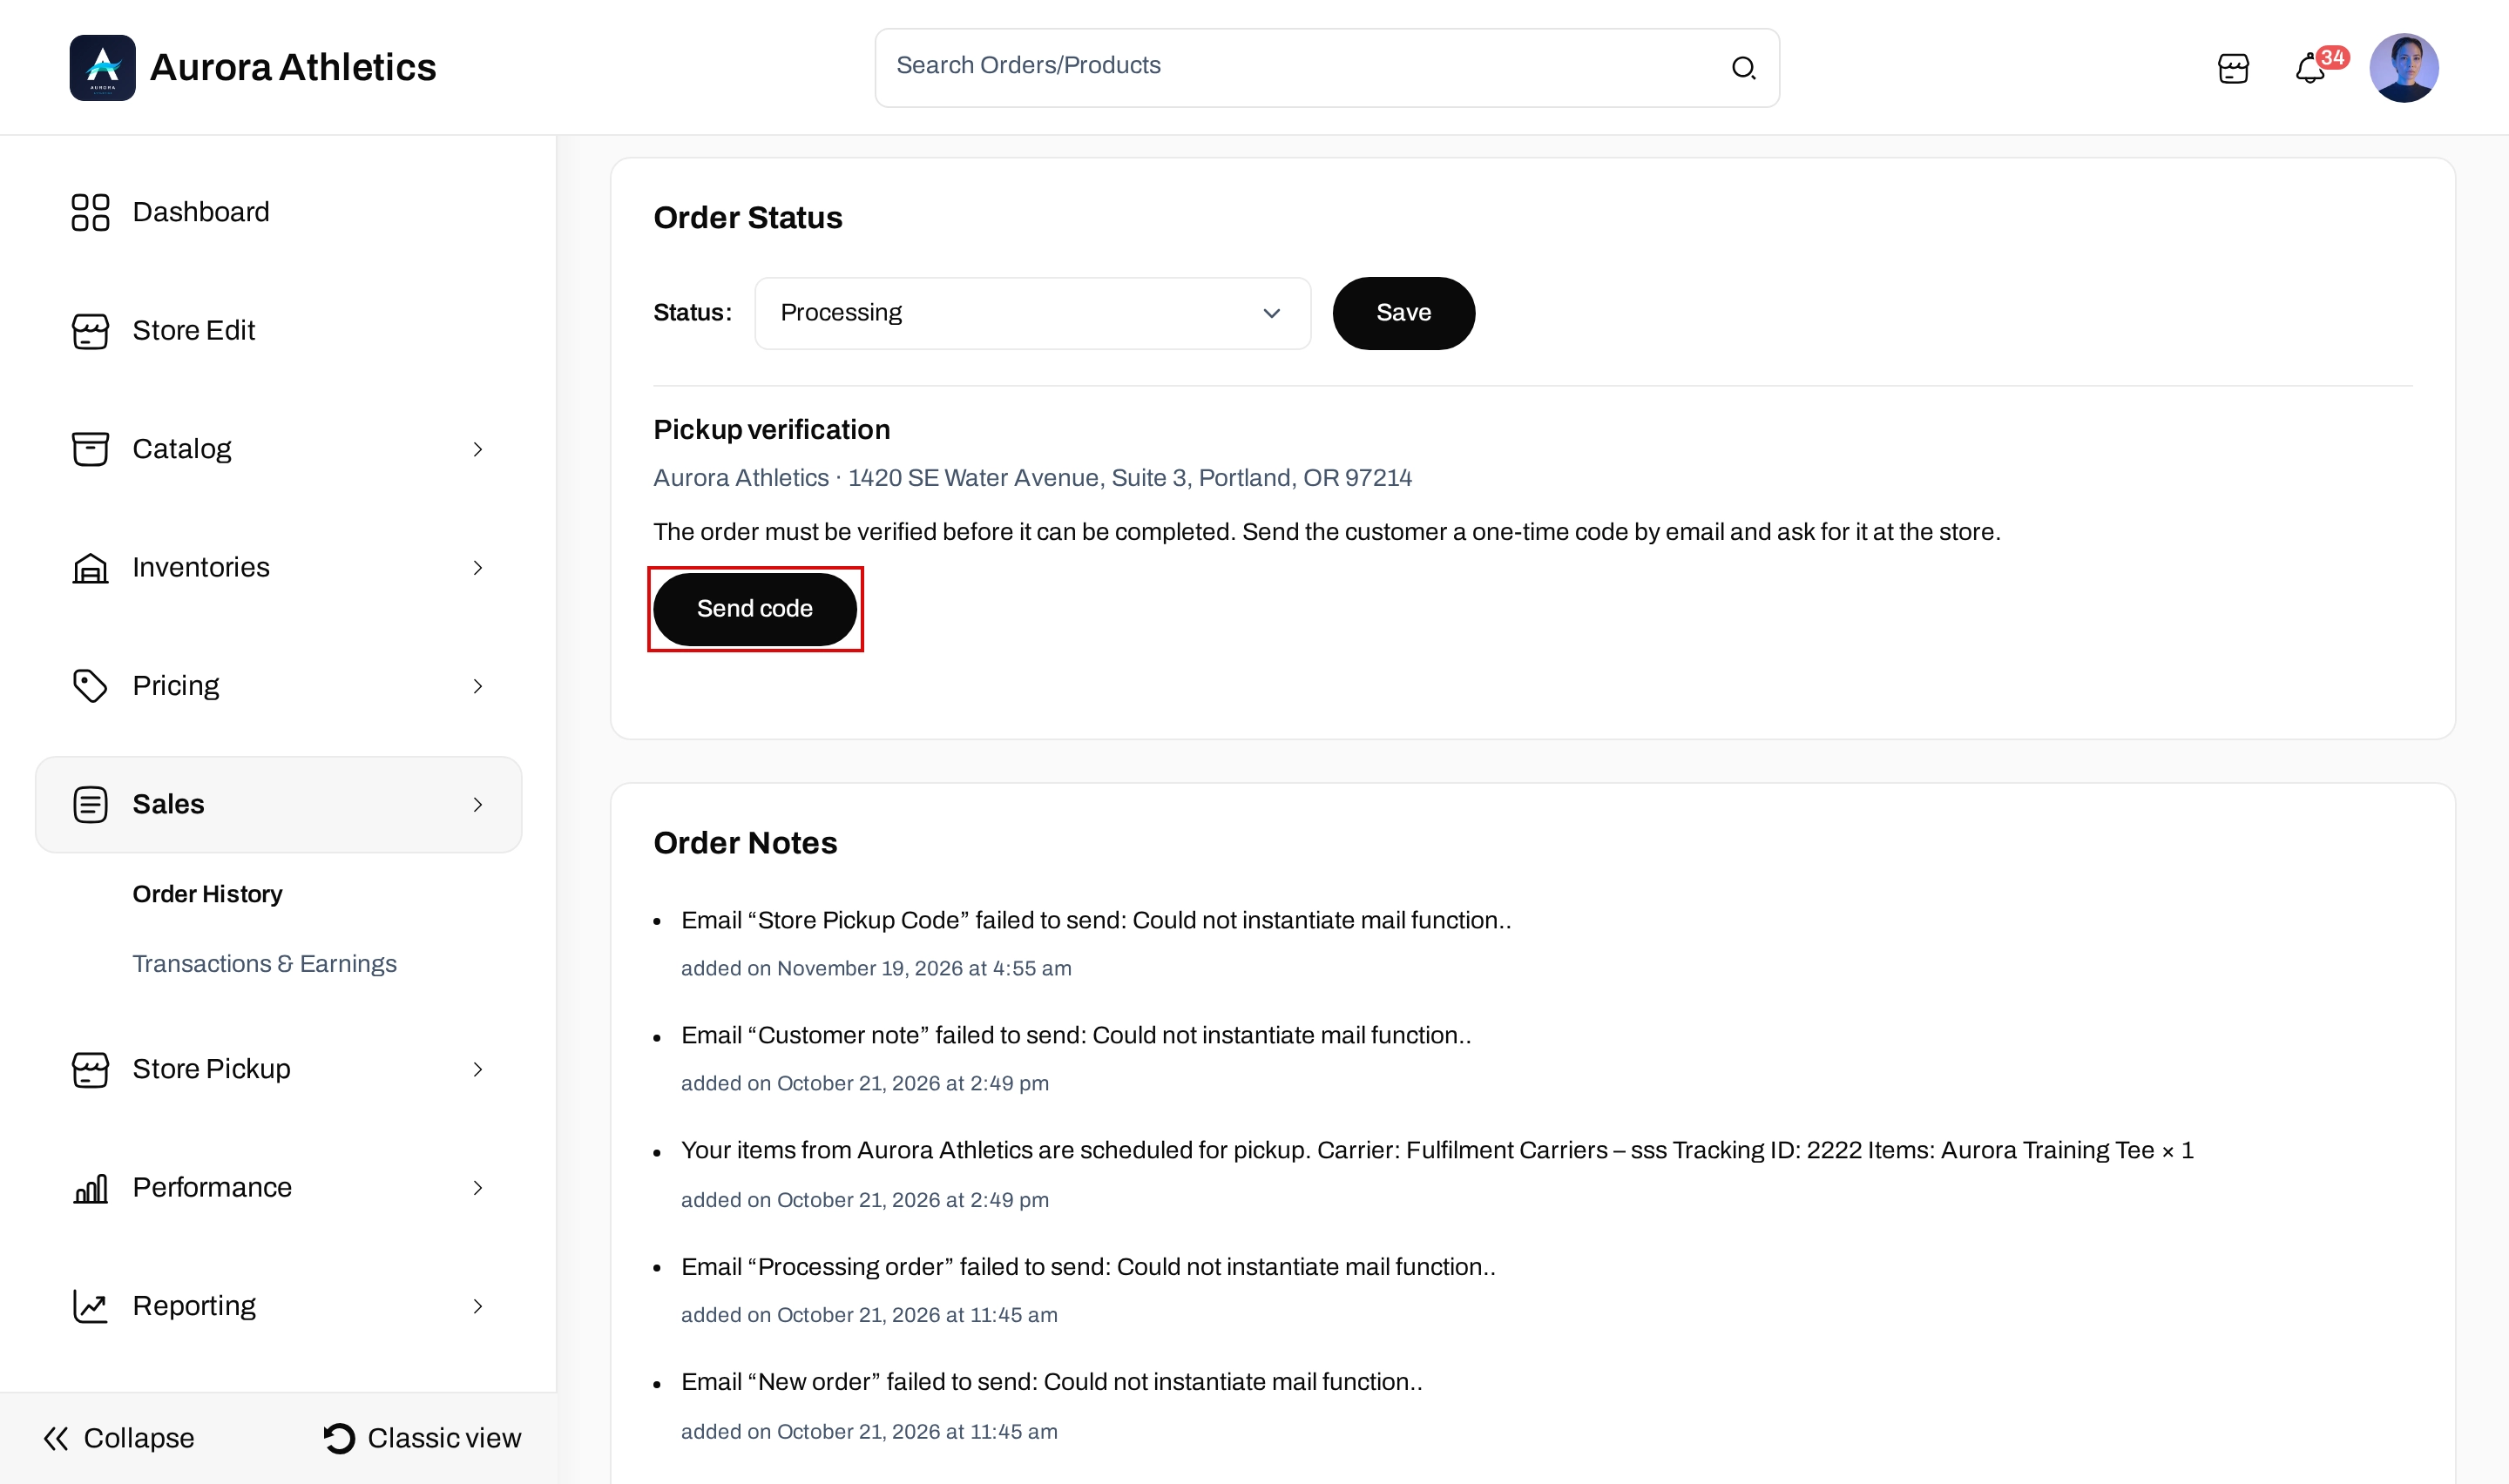 AURORA
Aurora Athletics
Search Orders/Products
34
Dashboard
Store Edit
Catalog
Inventories
Pricing
Sales
Order History
Transactions & Earnings
Store Pickup
Performance
Reporting
Collapse
Classic view
Order Status
Status:
Processing
Save
Pickup verification
Aurora Athletics · 1420 SE Water Avenue, Suite 3, Portland, OR 97214
The order must be verified before it can be completed. Send the customer a one-time code by email and ask for it at the store.
Send code
Order Notes
Email “Store Pickup Code” failed to send: Could not instantiate mail function..
added on November 19, 2026 at 4:55 am
Email “Customer note” failed to send: Could not instantiate mail function..
added on October 21, 2026 at 2:49 pm
Your items from Aurora Athletics are scheduled for pickup. Carrier: Fulfilment Carriers – sss Tracking ID: 2222 Items: Aurora Training Tee × 1
added on October 21, 2026 at 2:49 pm
Email “Processing order” failed to send: Could not instantiate mail function..
added on October 21, 2026 at 11:45 am
Email “New order” failed to send: Could not instantiate mail function..
added on October 21, 2026 at 11:45 am